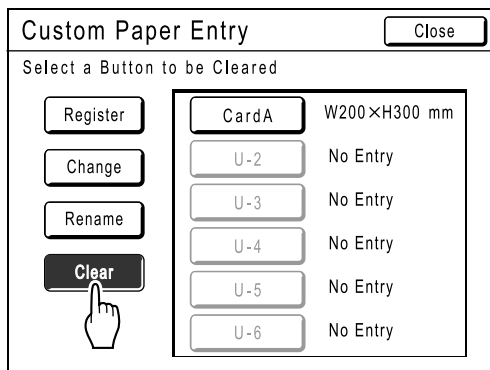 Custom Paper Entry Close
Select a Button to be Cleared
Register CardA W200×H300 mm
Change U-2 No Entry
Rename U-3 No Entry
U-4 No Entry
Clear U-5 No Entry
U-6 No Entry